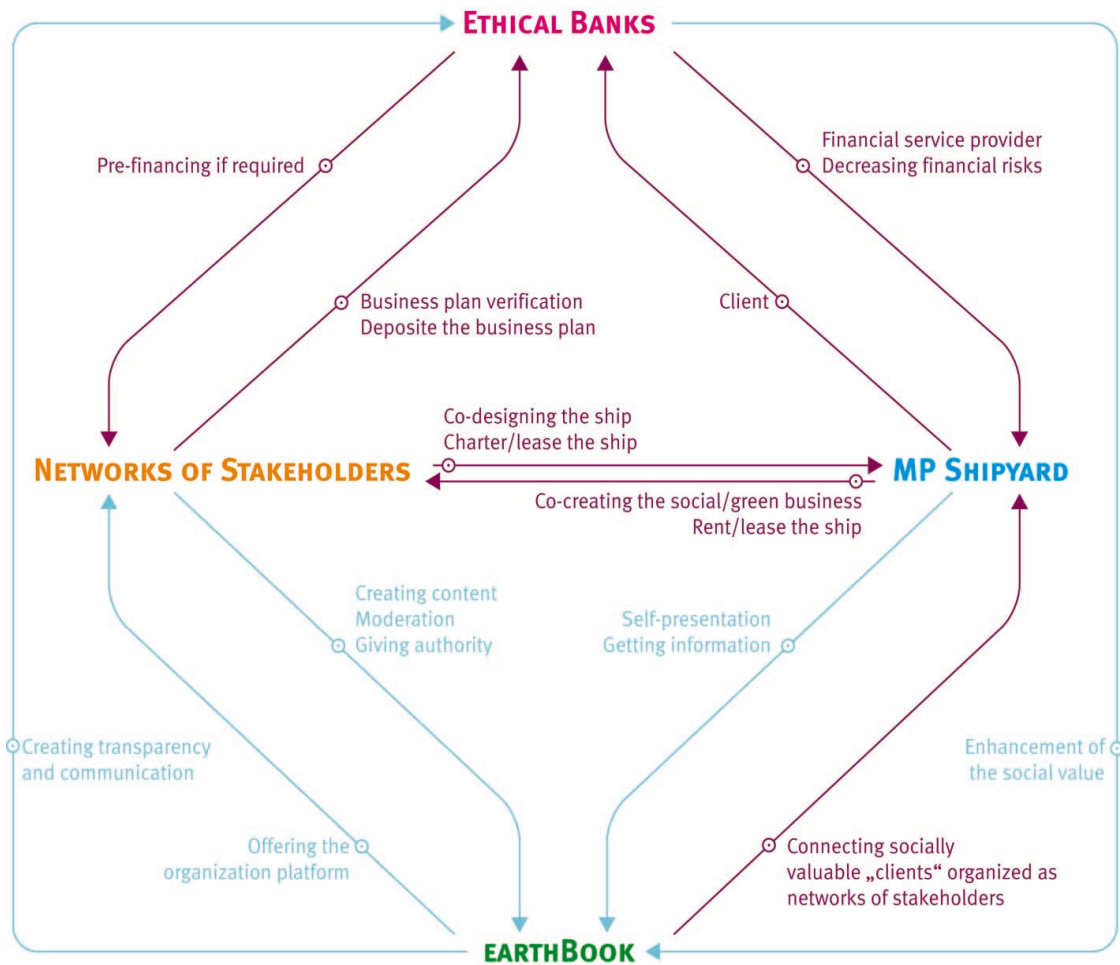 Ethical Banks
Pre-financing if required
Financial service provider
Decreasing financial risks
Business plan verification
Deposite the business plan
Client
Co-designing the ship
Charter/lease the ship
Networks of Stakeholders
MP Shipyard
Co-creating the social/green business
Rent/lease the ship
Creating content
Moderation
Giving authority
Self-presentation
Getting information
Creating transparency
and communication
Enhancement of
the social value
Offering the
organization platform
Connecting socially
valuable „clients“ organized as
networks of stakeholders
earthBook